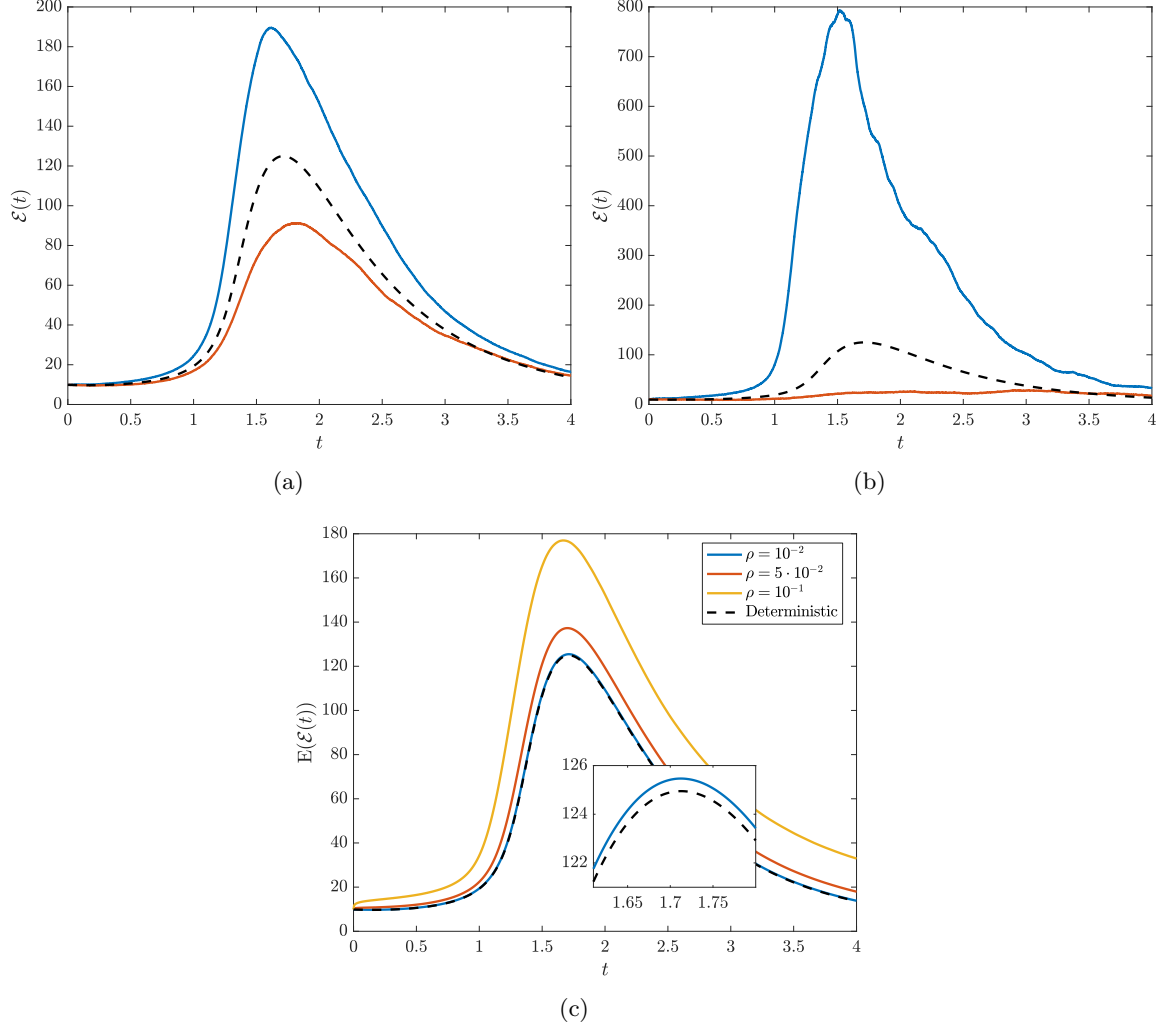 200
180
160
140
120
100
80
60
40
20
0
ℰ(t)
0 0.5 1 1.5 2 2.5 3 3.5 4
t
(a)
800
700
600
500
400
300
200
100
0
ℰ(t)
0 0.5 1 1.5 2 2.5 3 3.5 4
t
(b)
180
160
140
120
100
80
60
40
20
0
E(ℰ(t))
ρ = 10⁻²
ρ = 5 · 10⁻²
ρ = 10⁻¹
Deterministic
126
124
122
1.65 1.7 1.75
0 0.5 1 1.5 2 2.5 3 3.5 4
t
(c)